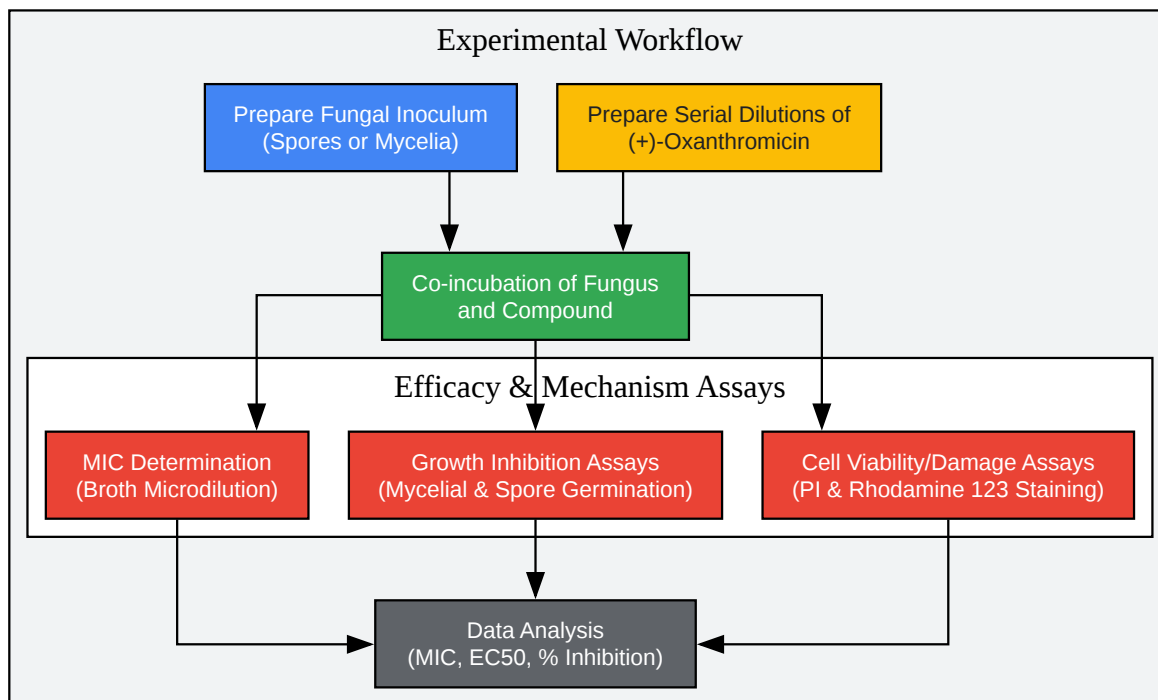 Experimental Workflow
Prepare Fungal Inoculum
(Spores or Mycelia)
Prepare Serial Dilutions of
(+)-Oxanthromicin
Co-incubation of Fungus
and Compound
Efficacy & Mechanism Assays
MIC Determination
(Broth Microdilution)
Growth Inhibition Assays
(Mycelial & Spore Germination)
Cell Viability/Damage Assays
(PI & Rhodamine 123 Staining)
Data Analysis
(MIC, EC50, % Inhibition)